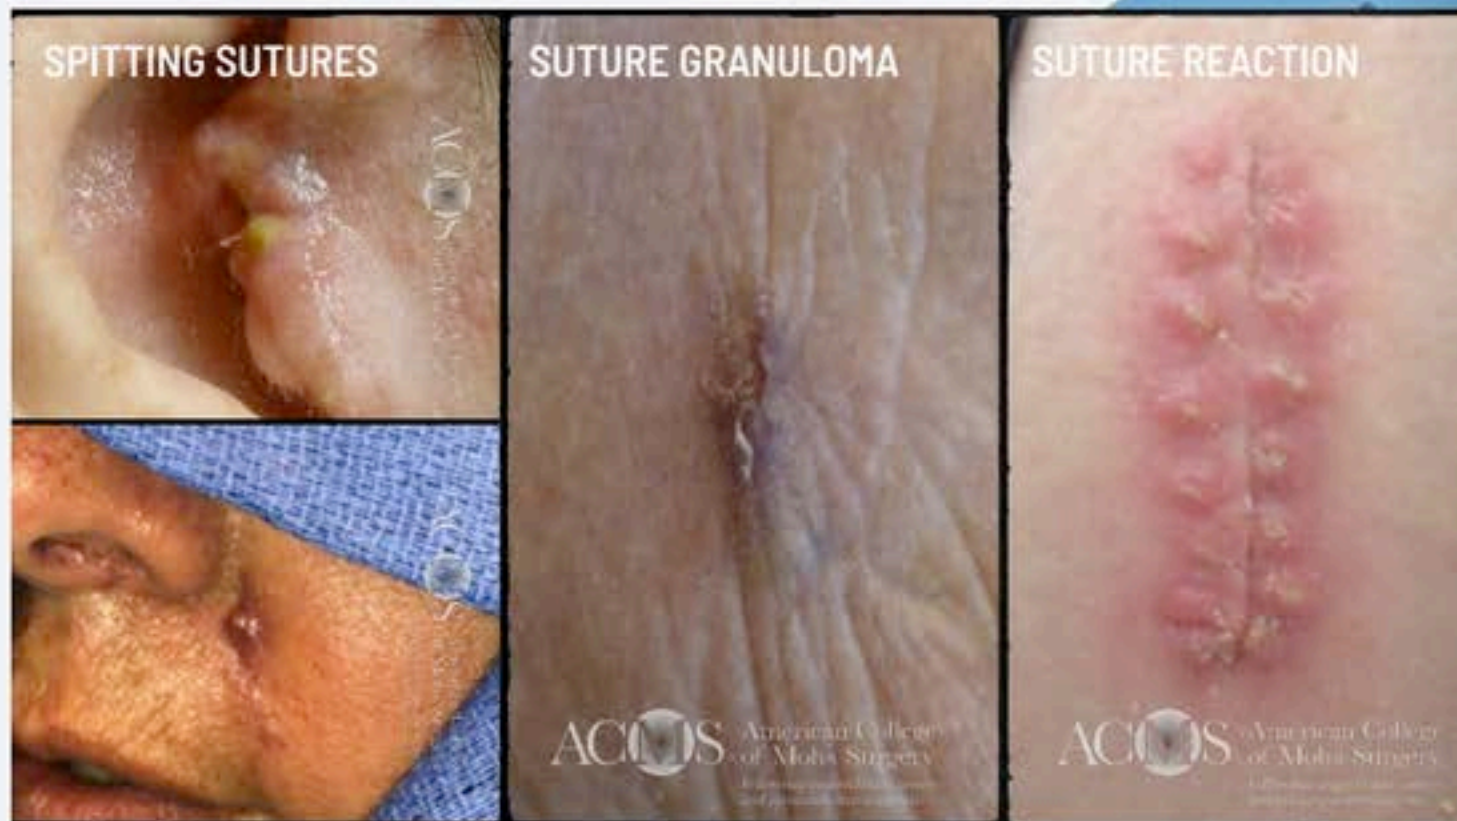 SPITTING SUTURES
SUTURE GRANULOMA
SUTURE REACTION
ACMS
American College
of Mohs Surgery
ACMS
American College
of Mohs Surgery